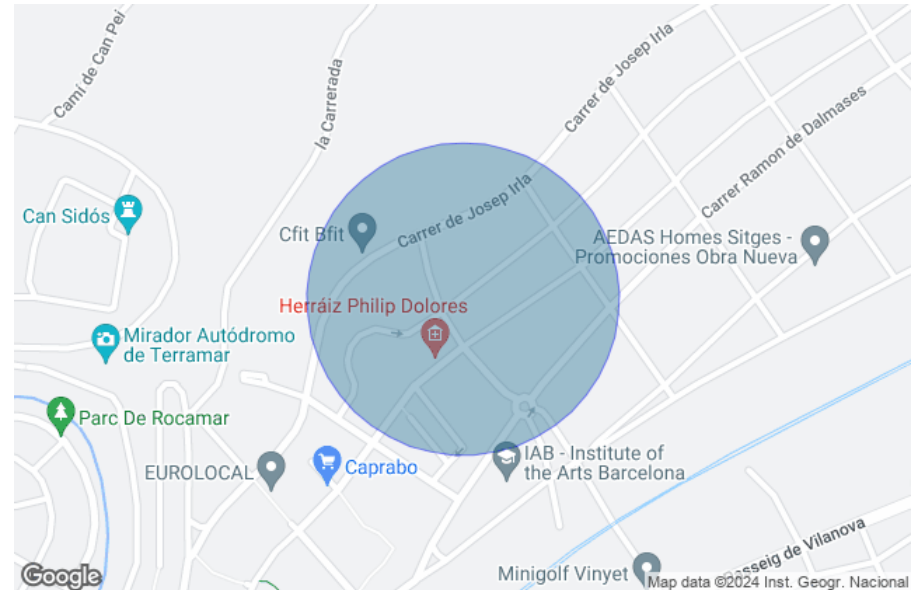 Camí de Can Pei
la Carrerada
Carrer de Josep Irla
Carrer Ramon de Dalmases
Can Sidós
Cfit Bfit
Carrer de Josep Irla
AEDAS Homes Sitges -
Promociones Obra Nueva
Herráiz Philip Dolores
Mirador Autódromo
de Terramar
Parc De Rocamar
EUROLOCAL
Caprabo
IAB - Institute of
the Arts Barcelona
Passeig de Vilanova
Minigolf Vinyet
Google
Map data ©2024 Inst. Geogr. Nacional